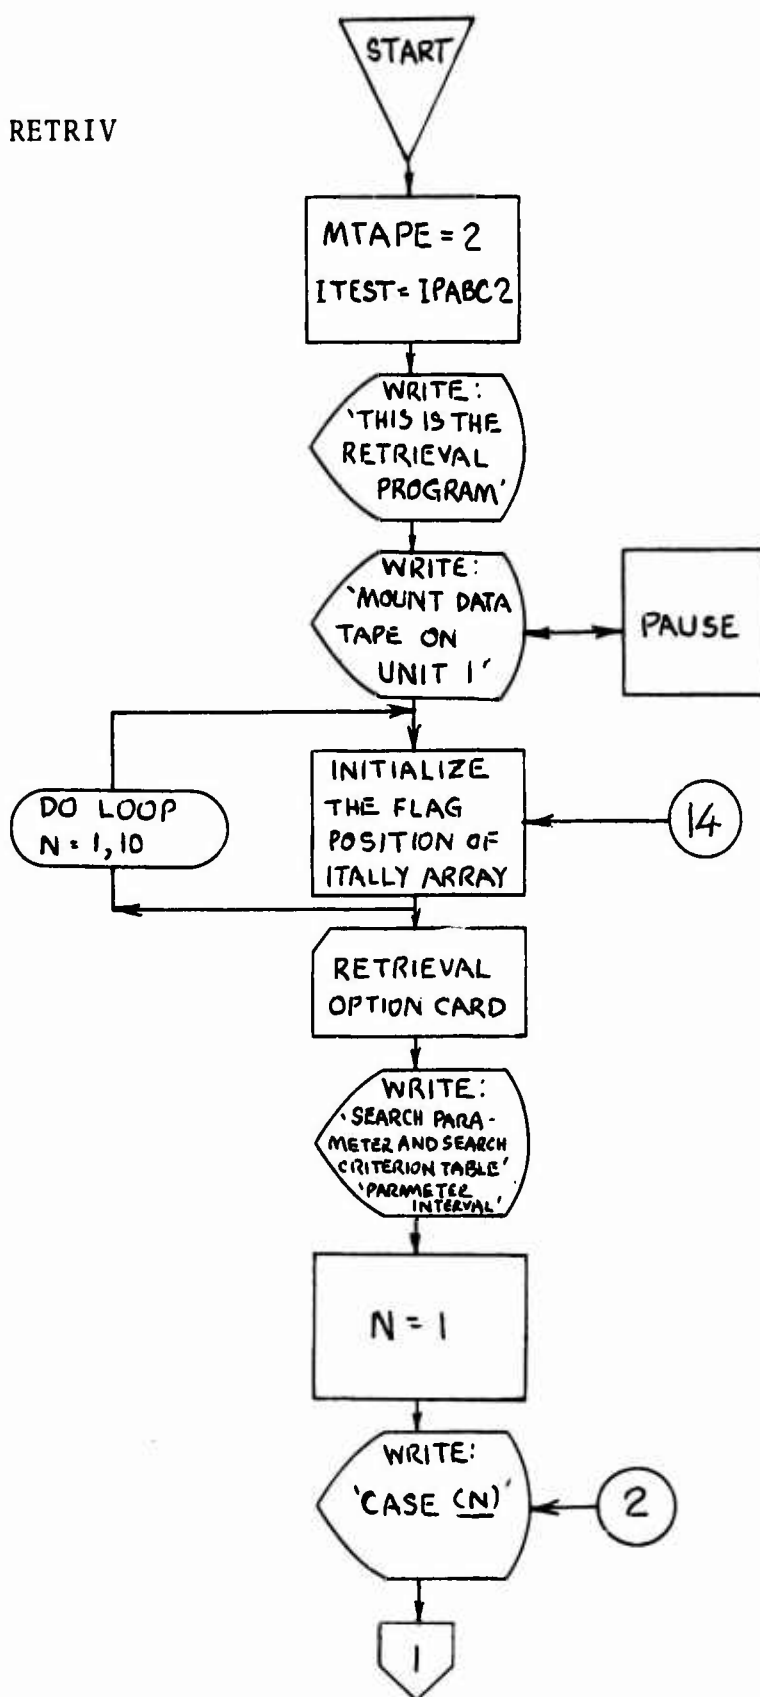 START
RETRIV
MTAPE = 2
ITEST = IPABC2
WRITE:
'THIS IS THE
RETRIEVAL
PROGRAM'
WRITE:
'MOUNT DATA
TAPE ON
UNIT 1'
PAUSE
DO LOOP
N = 1,10
INITIALIZE
THE FLAG
POSITION OF
ITALLY ARRAY
14
RETRIEVAL
OPTION CARD
WRITE:
'SEARCH PARA-
METER AND SEARCH
CRITERION TABLE'
'PARAMETER
INTERVAL'
N = 1
WRITE:
'CASE (N)'
2
1